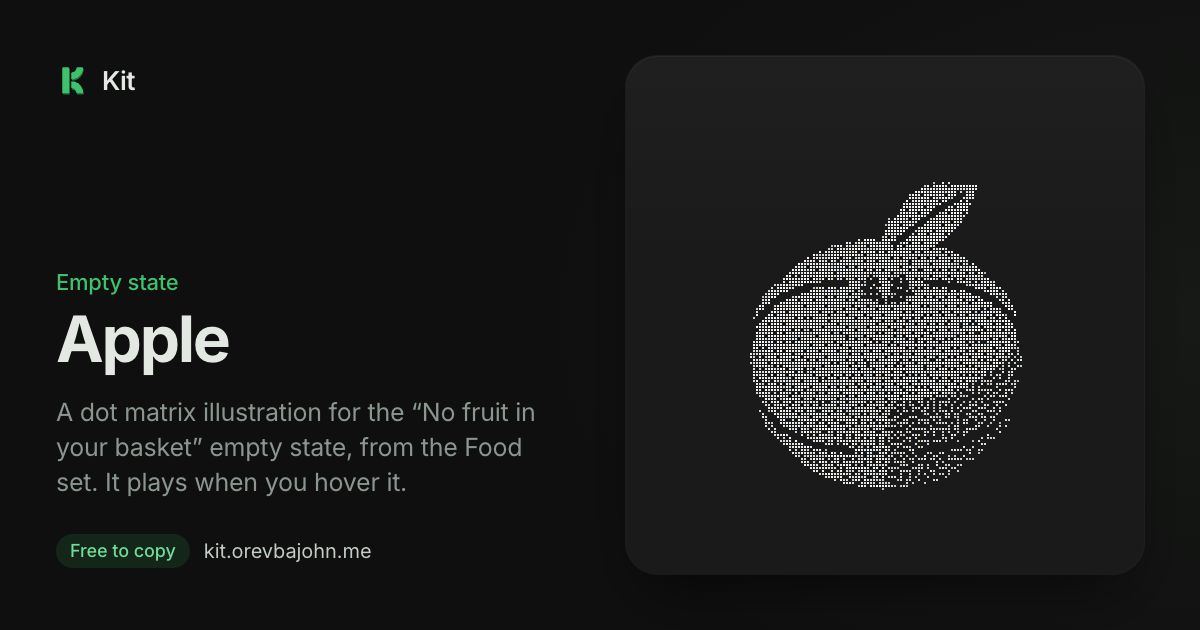 Kit
Empty state
Apple
A dot matrix illustration for the “No fruit in
your basket” empty state, from the Food
set. It plays when you hover it.
Free to copy
kit.orevbajohn.me